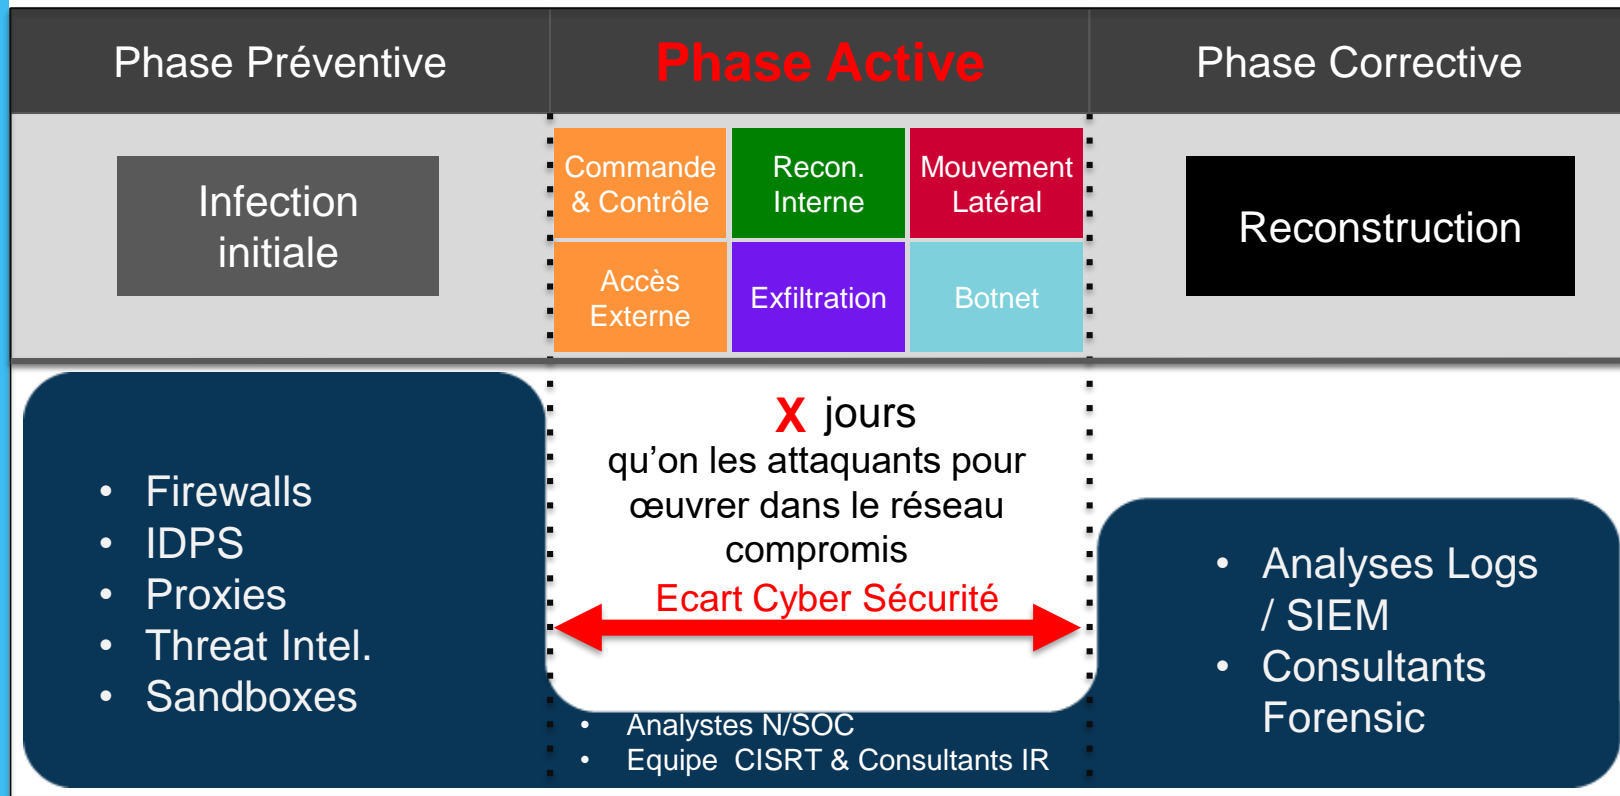 Phase Préventive
Phase Active
Phase Corrective
Infection
initiale
Commande
& Contrôle
Recon.
Interne
Mouvement
Latéral
Accès
Externe
Exfiltration
Botnet
Reconstruction
• Firewalls
• IDPS
• Proxies
• Threat Intel.
• Sandboxes
X jours
qu’on les attaquants pour
œuvrer dans le réseau
compromis
Ecart Cyber Sécurité
• Analystes N/SOC
• Equipe CISRT & Consultants IR
• Analyses Logs
/ SIEM
• Consultants
Forensic